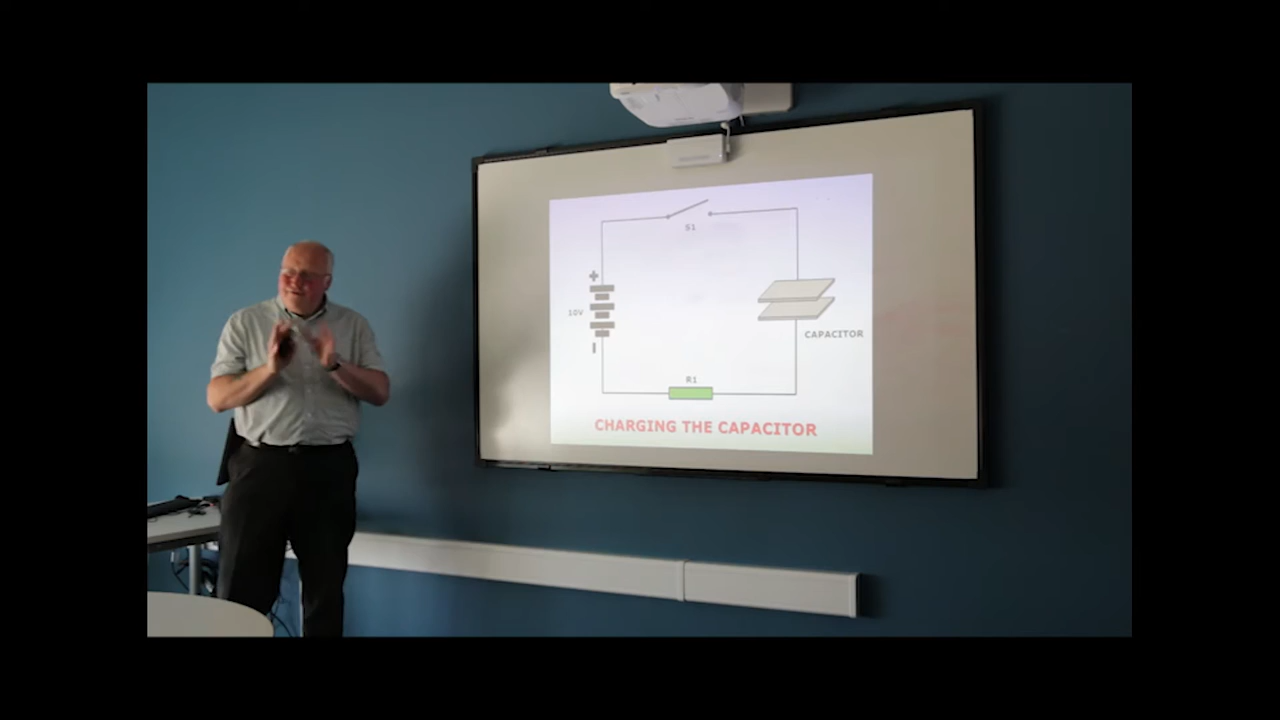 S1
+
10V
CAPACITOR
R1
CHARGING THE CAPACITOR